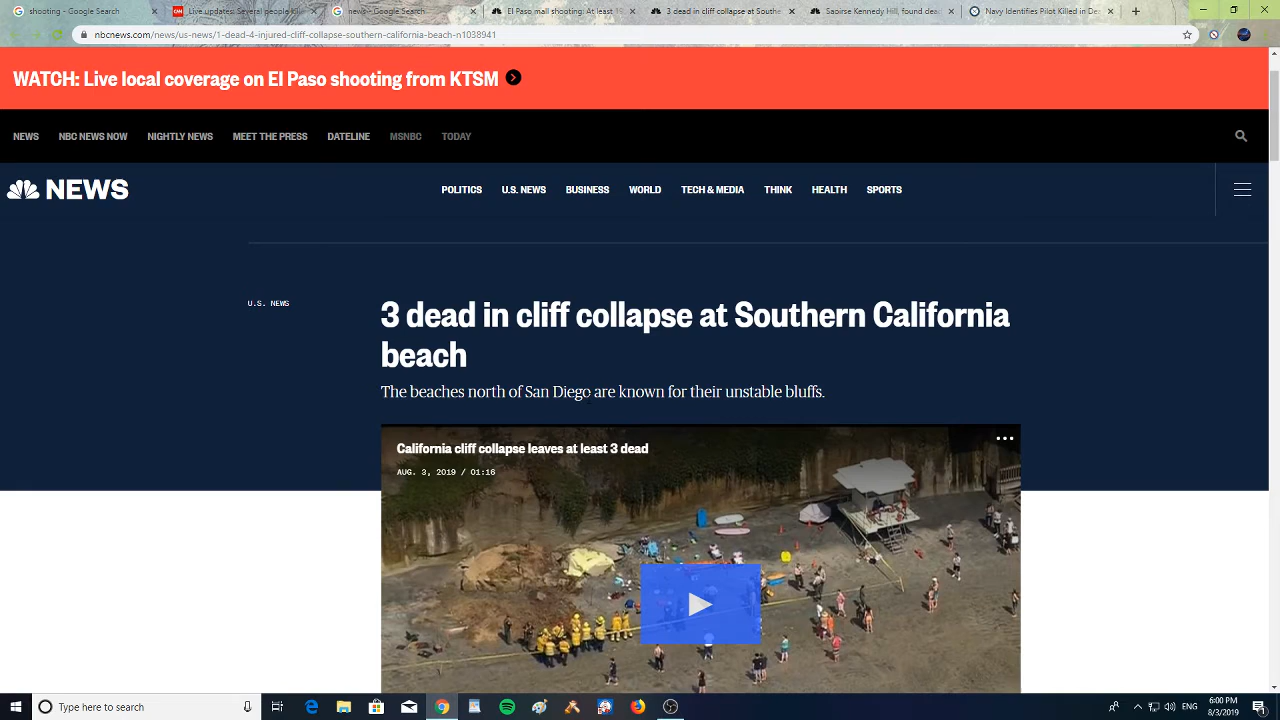 shooting - Google Search
Live updates: Several people kil
news - Google Search
El Paso mall shooting: At least 1
3 dead in cliff collapse at Southe
Saoirse Kennedy Hill, found dea
Navy Identifies Pilot Killed in De
nbcnews.com/news/us-news/1-dead-4-injured-cliff-collapse-southern-california-beach-n1038941
WATCH: Live local coverage on El Paso shooting from KTSM
NEWS NBC NEWS NOW NIGHTLY NEWS MEET THE PRESS DATELINE MSNBC TODAY
NEWS
POLITICS U.S. NEWS BUSINESS WORLD TECH & MEDIA THINK HEALTH SPORTS
U.S. NEWS
3 dead in cliff collapse at Southern California
beach
The beaches north of San Diego are known for their unstable bluffs.
California cliff collapse leaves at least 3 dead
AUG. 3, 2019 / 01:16
Type here to search
ENG
6:00 PM
8/3/2019